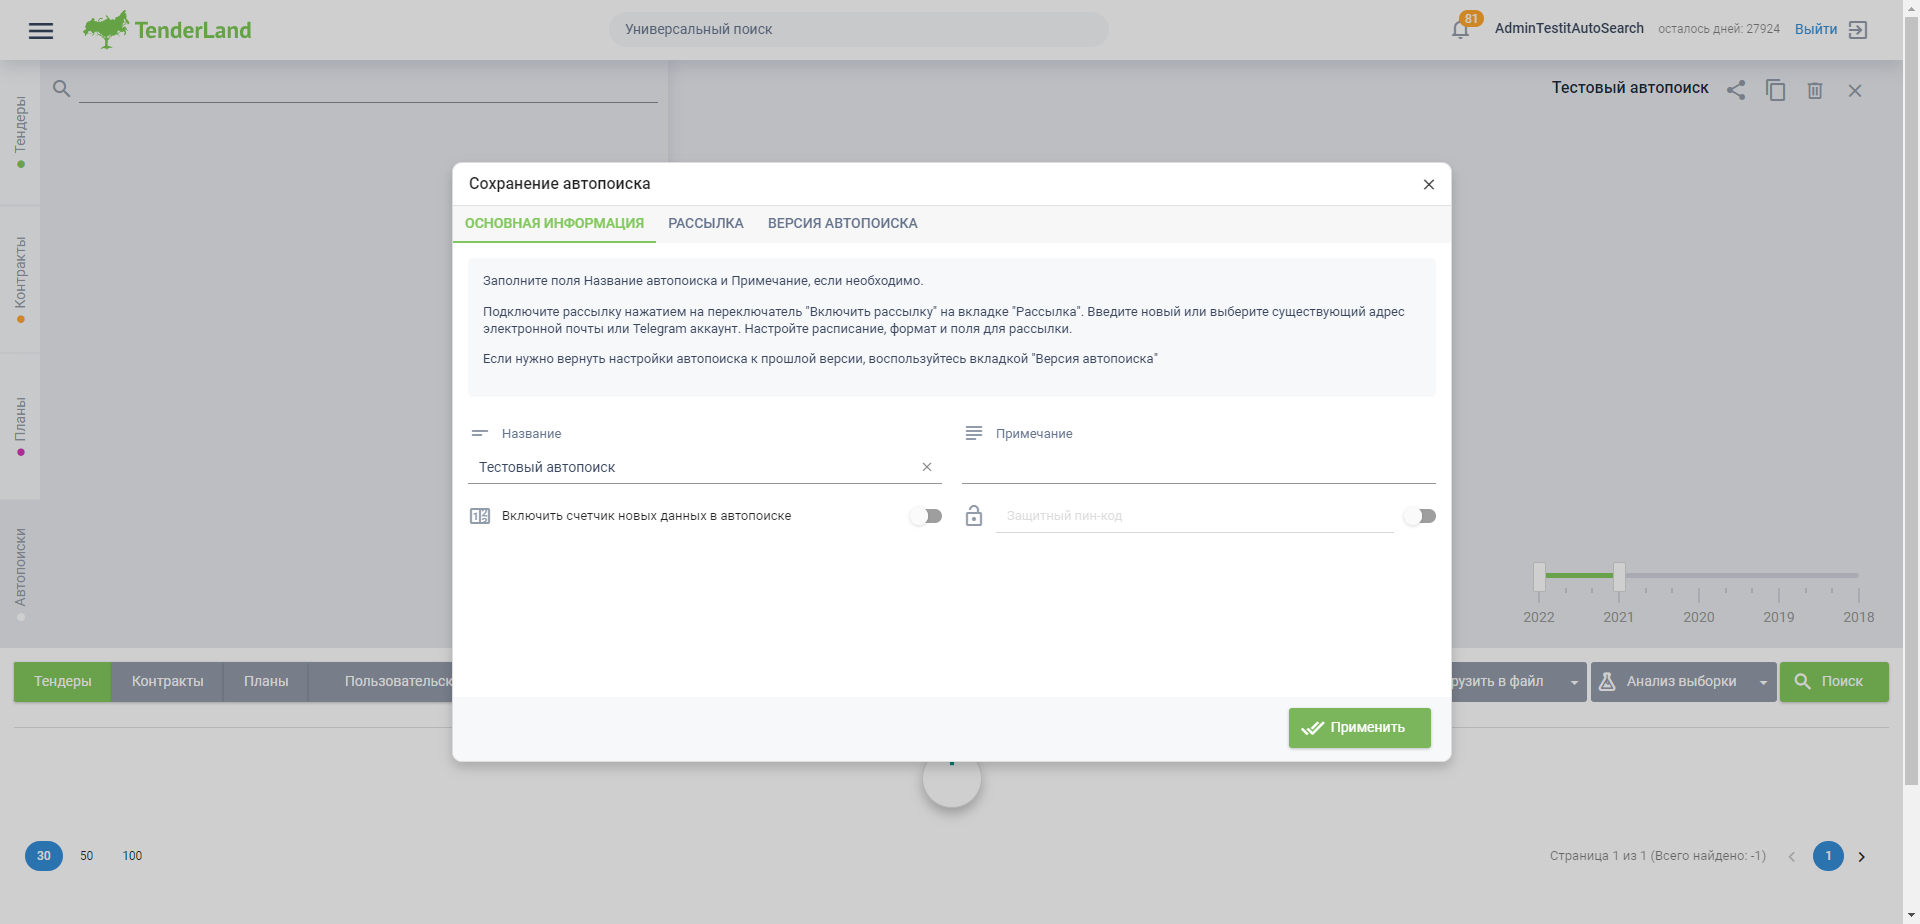 TenderLand
Универсальный поиск
81
AdminTestitAutoSearch
осталось дней: 27924
Выйти
Тендеры
Контракты
Планы
Автопоиски
Тестовый автопоиск
Сохранение автопоиска
ОСНОВНАЯ ИНФОРМАЦИЯ
РАССЫЛКА
ВЕРСИЯ АВТОПОИСКА
Заполните поля Название автопоиска и Примечание, если необходимо.
Подключите рассылку нажатием на переключатель "Включить рассылку" на вкладке "Рассылка". Введите новый или выберите существующий адрес
электронной почты или Telegram аккаунт. Настройте расписание, формат и поля для рассылки.
Если нужно вернуть настройки автопоиска к прошлой версии, воспользуйтесь вкладкой "Версия автопоиска"
Название
Примечание
Тестовый автопоиск
Включить счетчик новых данных в автопоиске
Защитный пин-код
2022
2021
2020
2019
2018
Тендеры
Контракты
Планы
Пользовательск
рузить в файл
Анализ выборки
Поиск
Применить
30
50
100
Страница 1 из 1 (Всего найдено: -1)
1